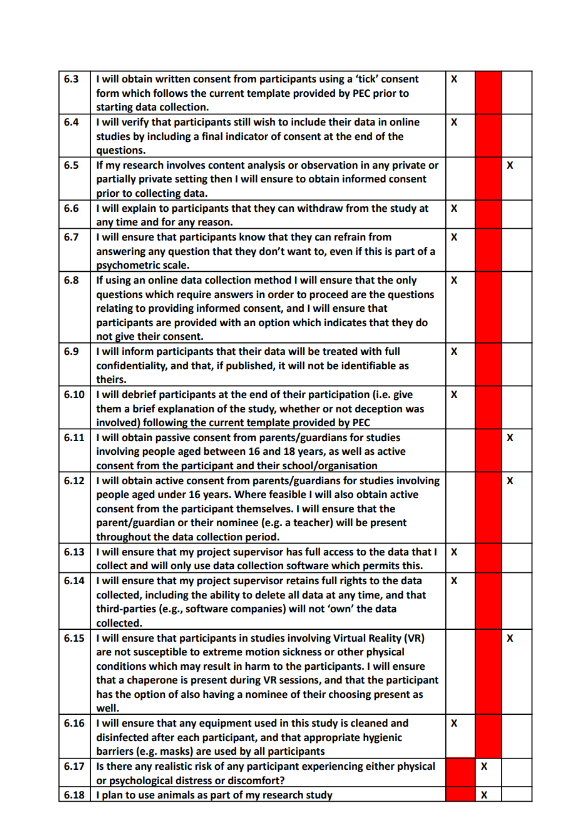 6.3 I will obtain written consent from participants using a ‘tick’ consent X
form which follows the current template provided by PEC prior to
starting data collection.
6.4 I will verify that participants still wish to include their data in online X
studies by including a final indicator of consent at the end of the
questions.
6.5 If my research involves content analysis or observation in any private or X
partially private setting then I will ensure to obtain informed consent
prior to collecting data.
6.6 I will explain to participants that they can withdraw from the study at X
any time and for any reason.
6.7 I will ensure that participants know that they can refrain from X
answering any question that they don’t want to, even if this is part of a
psychometric scale.
6.8 If using an online data collection method I will ensure that the only X
questions which require answers in order to proceed are the questions
relating to providing informed consent, and I will ensure that
participants are provided with an option which indicates that they do
not give their consent.
6.9 I will inform participants that their data will be treated with full X
confidentiality, and that, if published, it will not be identifiable as
theirs.
6.10 I will debrief participants at the end of their participation (i.e. give X
them a brief explanation of the study, whether or not deception was
involved) following the current template provided by PEC
6.11 I will obtain passive consent from parents/guardians for studies X
involving people aged between 16 and 18 years, as well as active
consent from the participant and their school/organisation
6.12 I will obtain active consent from parents/guardians for studies involving X
people aged under 16 years. Where feasible I will also obtain active
consent from the participant themselves. I will ensure that the
parent/guardian or their nominee (e.g. a teacher) will be present
throughout the data collection period.
6.13 I will ensure that my project supervisor has full access to the data that I X
collect and will only use data collection software which permits this.
6.14 I will ensure that my project supervisor retains full rights to the data X
collected, including the ability to delete all data at any time, and that
third-parties (e.g., software companies) will not ‘own’ the data
collected.
6.15 I will ensure that participants in studies involving Virtual Reality (VR) X
are not susceptible to extreme motion sickness or other physical
conditions which may result in harm to the participants. I will ensure
that a chaperone is present during VR sessions, and that the participant
has the option of also having a nominee of their choosing present as
well.
6.16 I will ensure that any equipment used in this study is cleaned and X
disinfected after each participant, and that appropriate hygienic
barriers (e.g. masks) are used by all participants
6.17 Is there any realistic risk of any participant experiencing either physical X
or psychological distress or discomfort?
6.18 I plan to use animals as part of my research study X